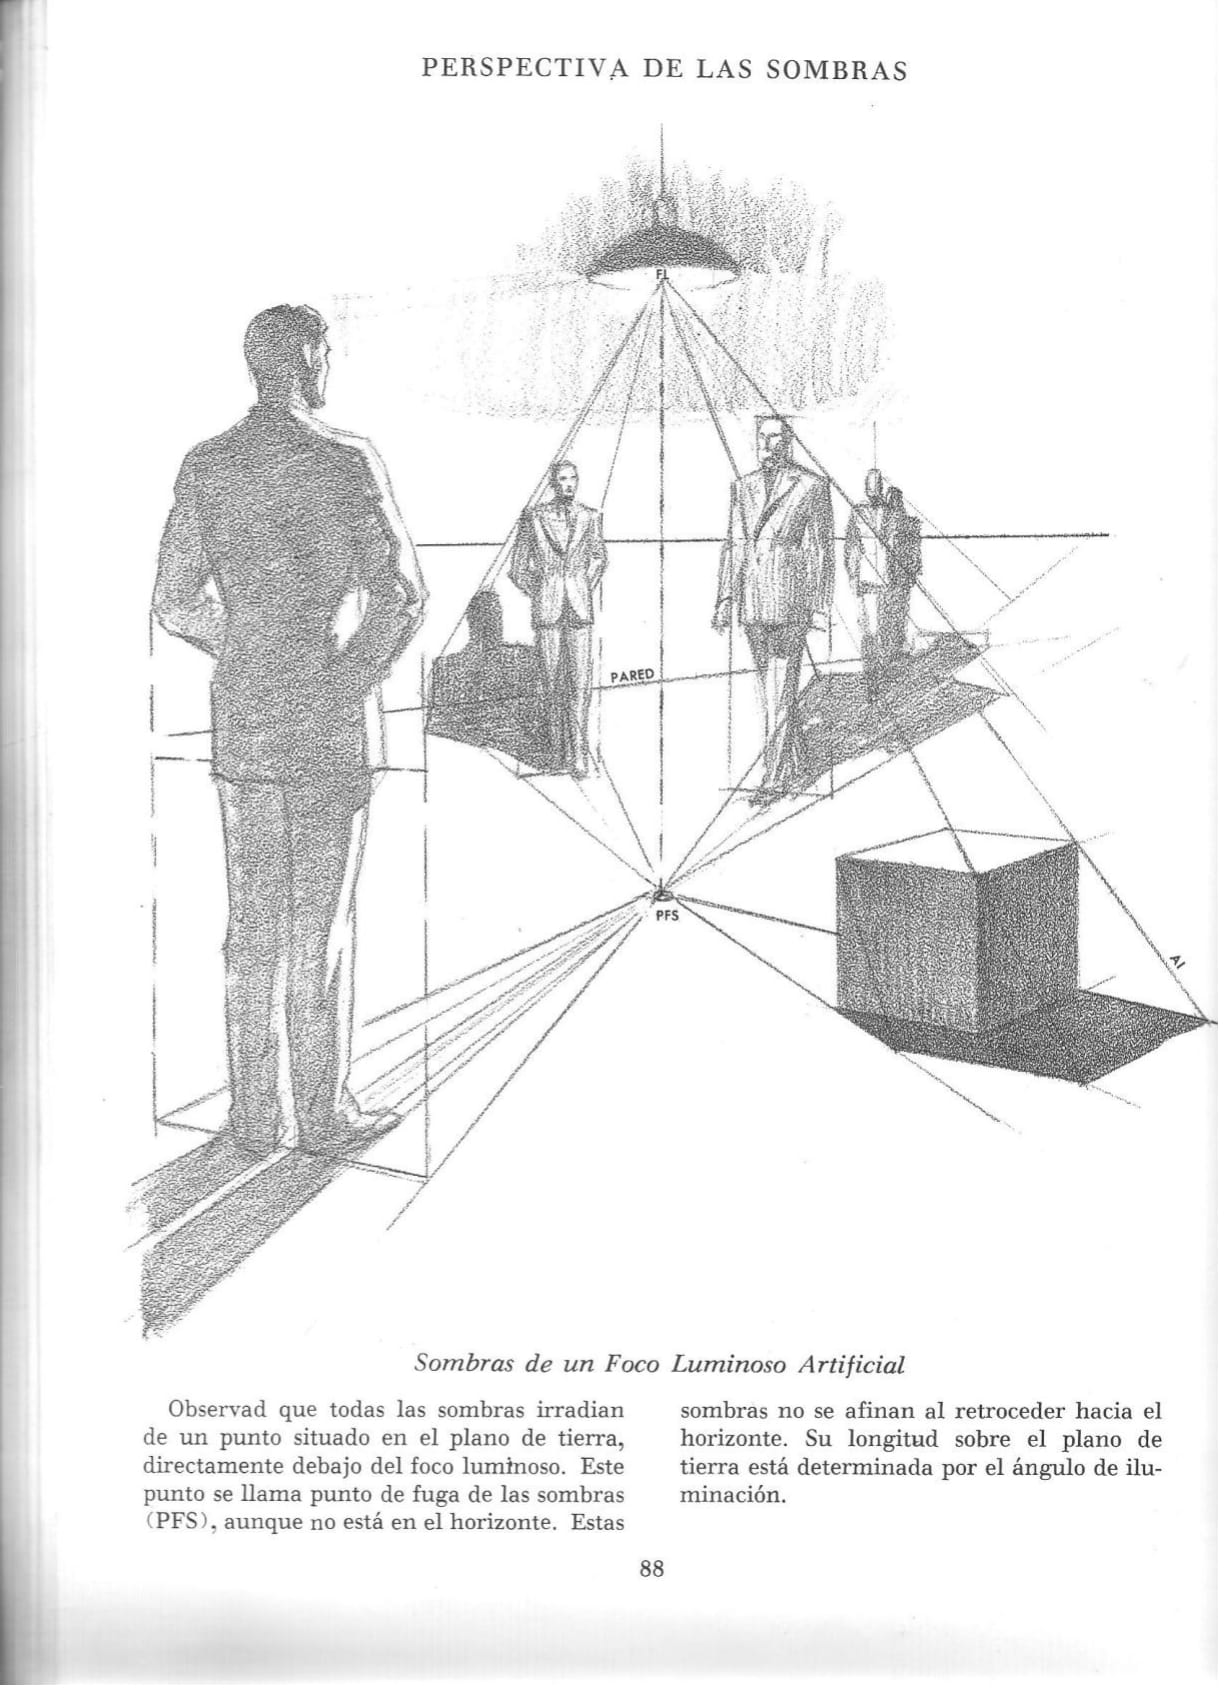 PERSPECTIVA DE LAS SOMBRAS
FL
PARED
PFS
AI
Sombras de un Foco Luminoso Artificial
Observad que todas las sombras irradian
de un punto situado en el plano de tierra,
directamente debajo del foco luminoso. Este
punto se llama punto de fuga de las sombras
(PFS), aunque no está en el horizonte. Estas
sombras no se afinan al retroceder hacia el
horizonte. Su longitud sobre el plano de
tierra está determinada por el ángulo de ilu-
minación.
88